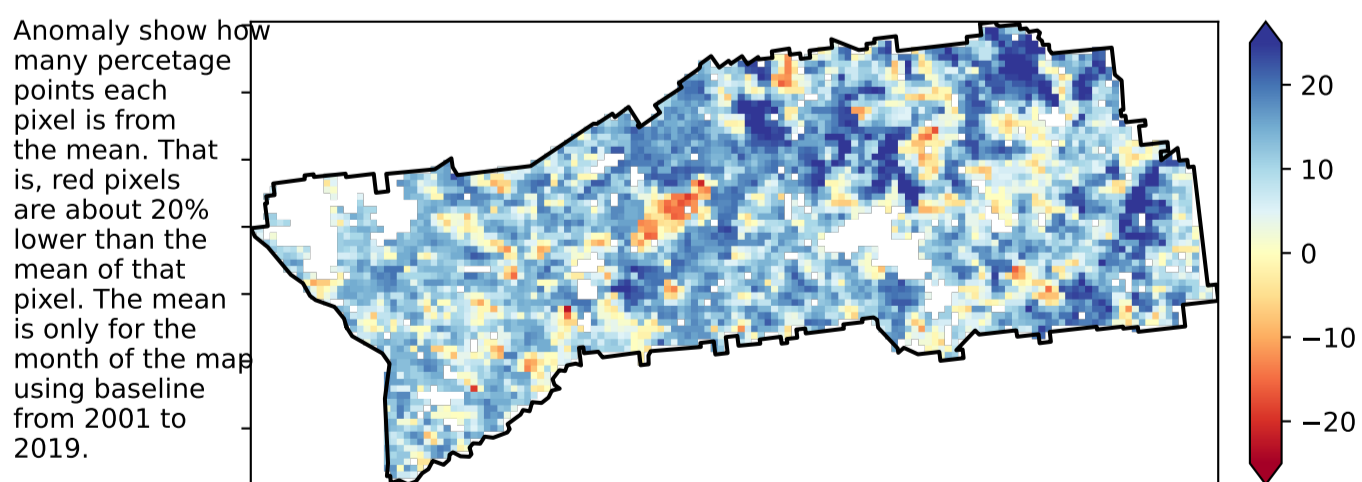 Anomaly show how
many percetage
points each
pixel is from
the mean. That
is, red pixels
are about 20%
lower than the
mean of that
pixel. The mean
is only for the
month of the map
using baseline
from 2001 to
2019.
20
10
0
−10
−20